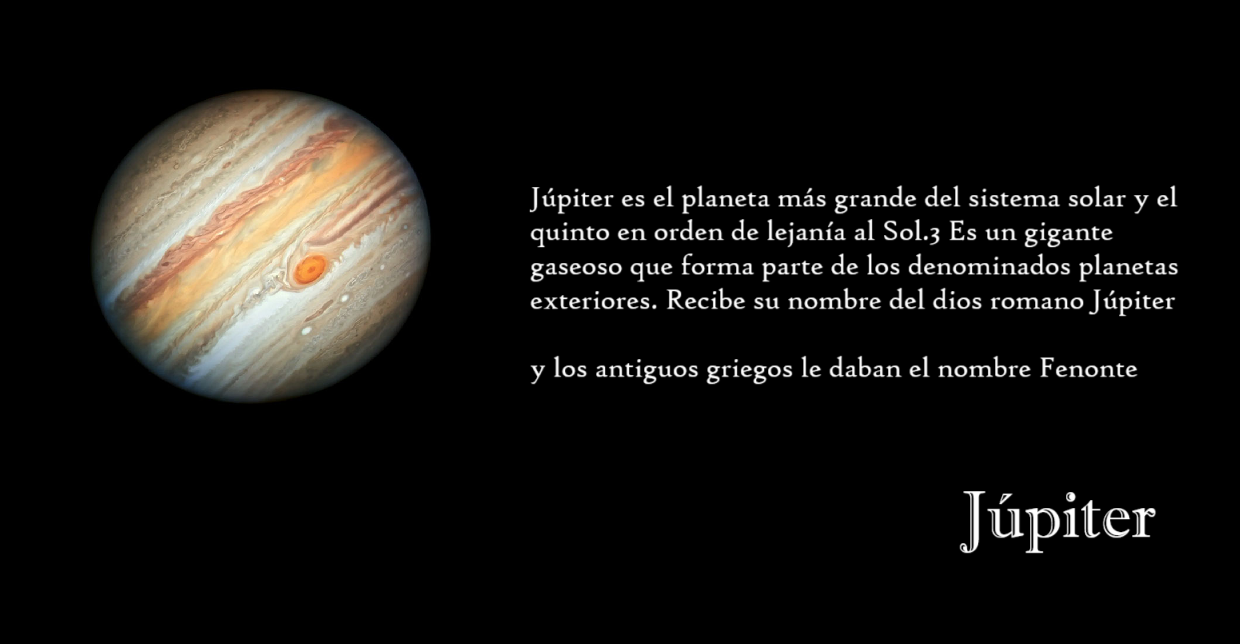 Júpiter es el planeta más grande del sistema solar y el
quinto en orden de lejanía al Sol.3 Es un gigante
gaseoso que forma parte de los denominados planetas
exteriores. Recibe su nombre del dios romano Júpiter
y los antiguos griegos le daban el nombre Fenonte
Júpiter